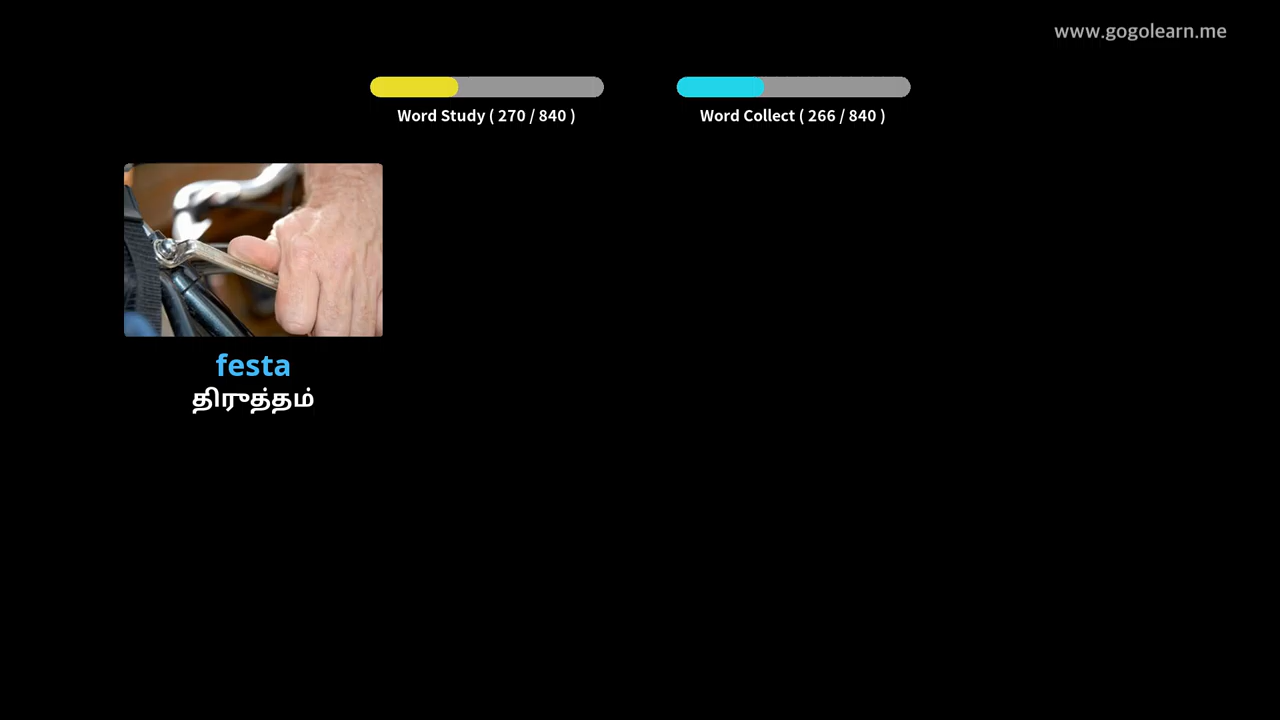 www.gogolearn.me
Word Study ( 270 / 840 )
Word Collect ( 266 / 840 )
festa
திருத்தம்